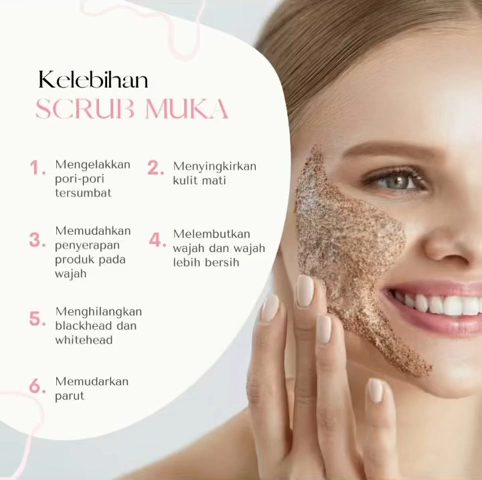 Kelebihan
SCRUB MUKA
1. Mengelakkan
pori-pori
tersumbat
2. Menyingkirkan
kulit mati
3. Memudahkan
penyerapan
produk pada
wajah
4. Melembutkan
wajah dan wajah
lebih bersih
5. Menghilangkan
blackhead dan
whitehead
6. Memudarkan
parut